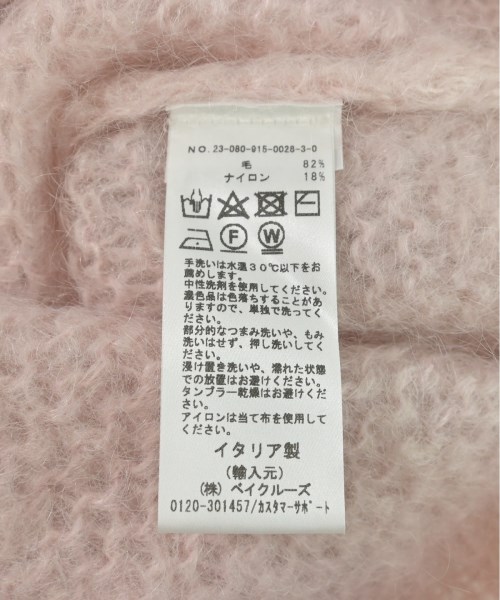 NO. 23-080-915-0028-3-0
毛 82%
ナイロン 18%
F W
手洗いは水温30℃以下をお
薦めします。
中性洗剤を使用してください。
濃色品は色落ちすることがあ
りますので、単独で洗ってく
ださい。
部分的なつまみ洗いや、もみ
洗いはせず、押し洗いしてく
ださい。
浸け置き洗いや、濡れた状態
での放置はお避けください。
タンブラー乾燥はお避けくだ
さい。
アイロンは当て布を使用して
ください。
イタリア製
(輸入元)
(株) ベイクルーズ
0120-301457/カスタマーサポート